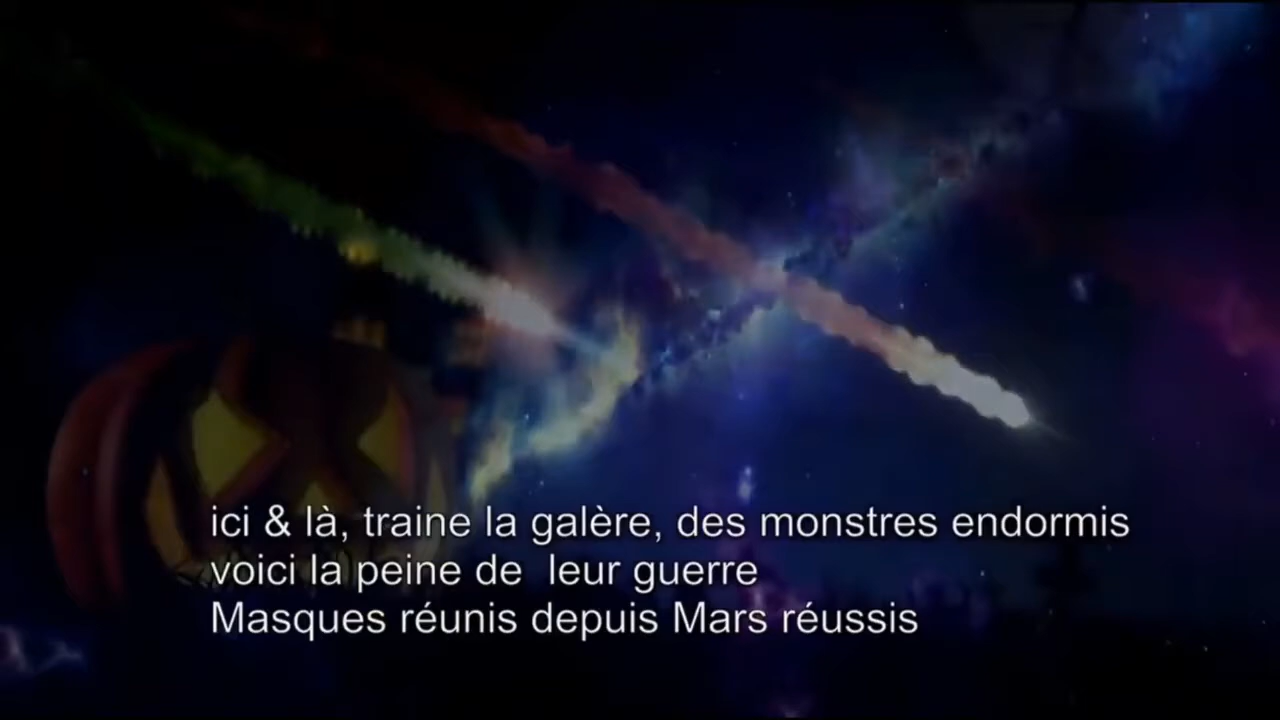 ici & là, traine la galère, des monstres endormis
voici la peine de  leur guerre
Masques réunis depuis Mars réussis